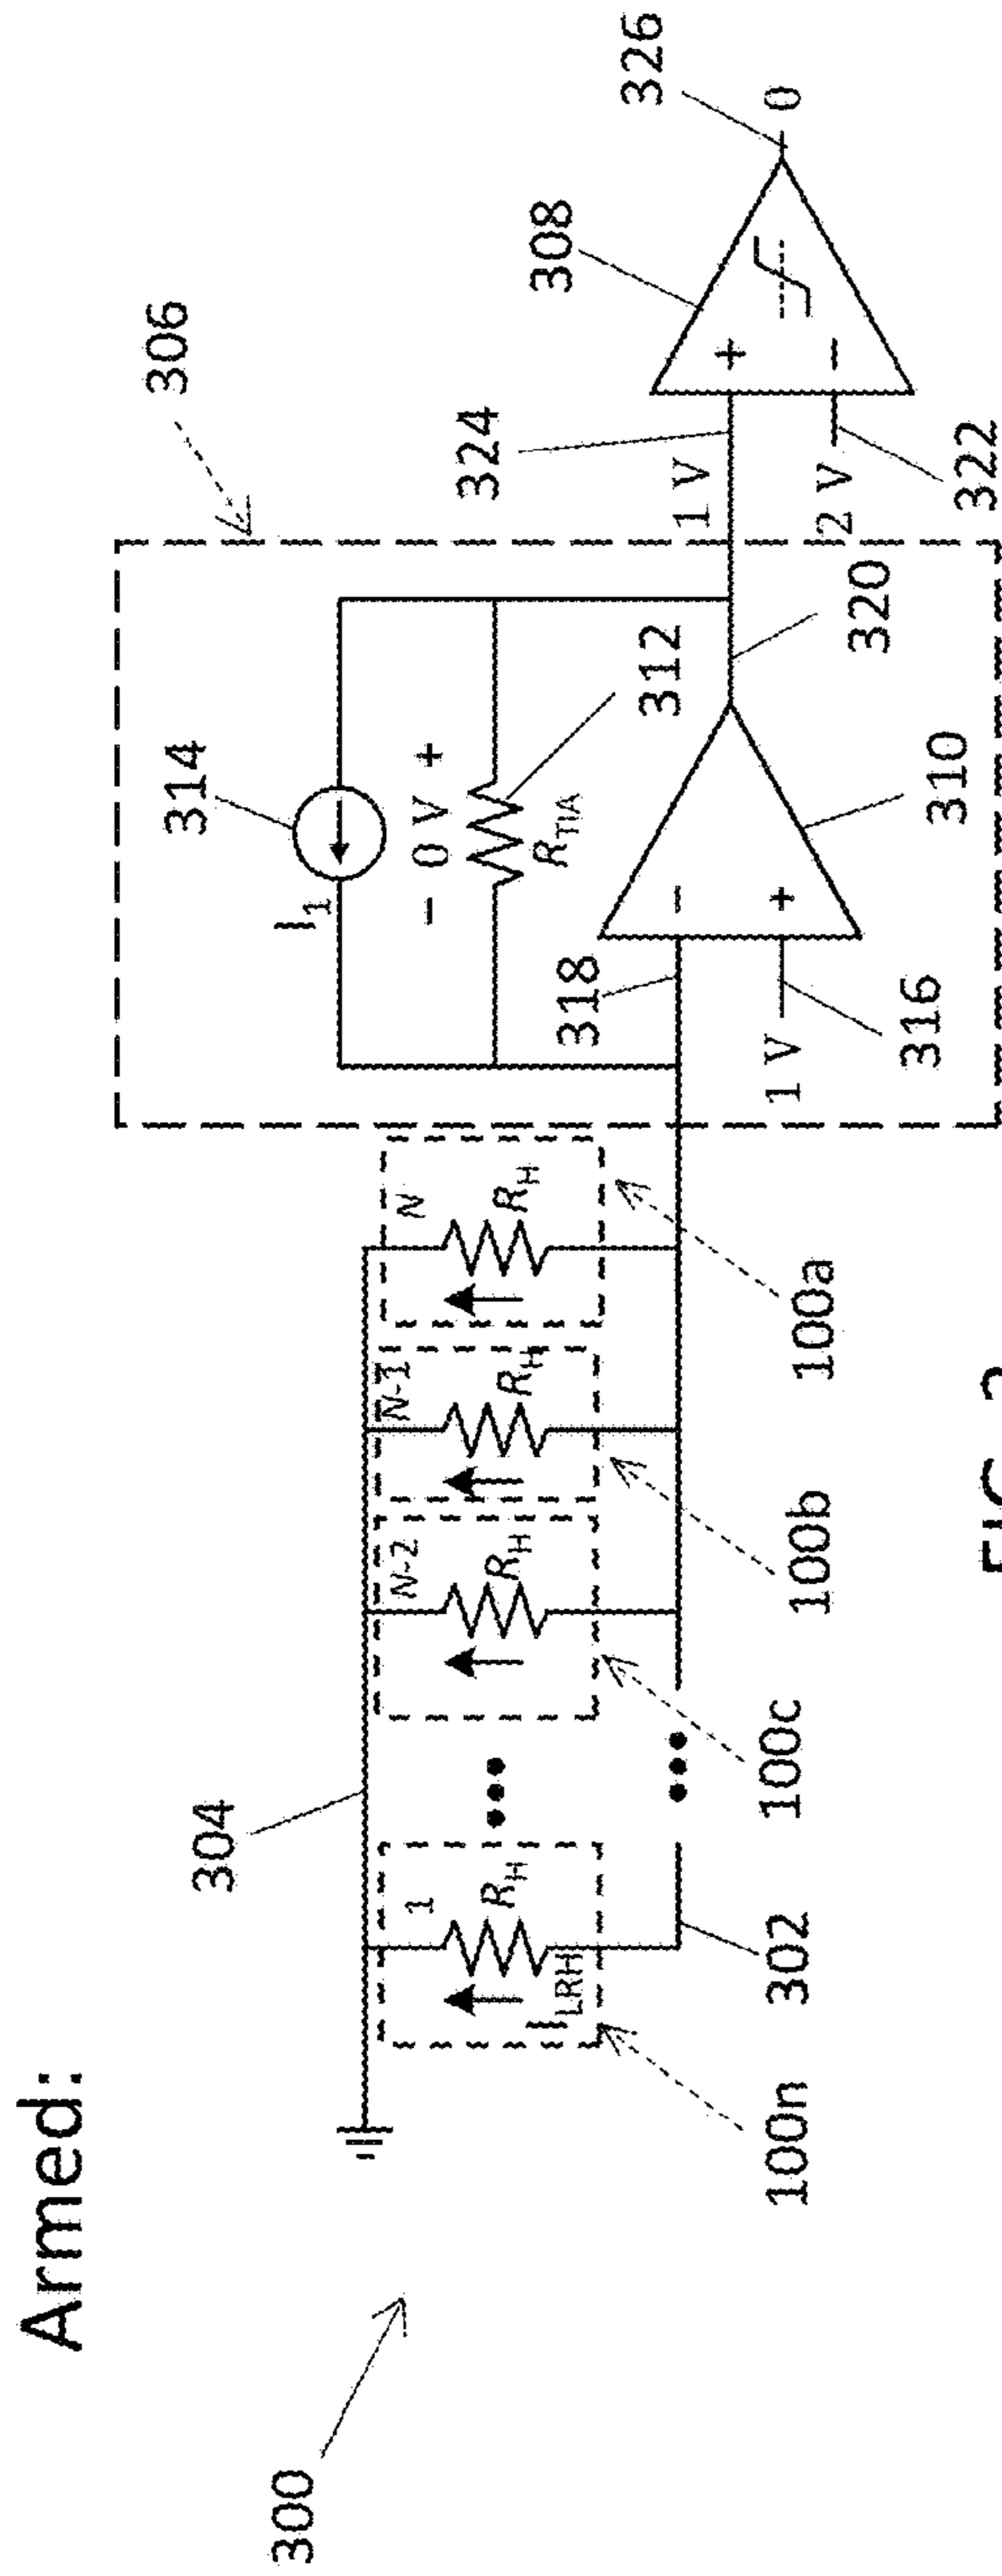 Armed:
300
304
306
314
I1
308
326
0
324
1 V
2 V
322
− 0 V +
RTIA
312
320
318
−
+
1 V
316
310
+
−
N
RH
N-1
RH
N-2
RH
1
RH
ILRH
302
100a
100b
100c
100n